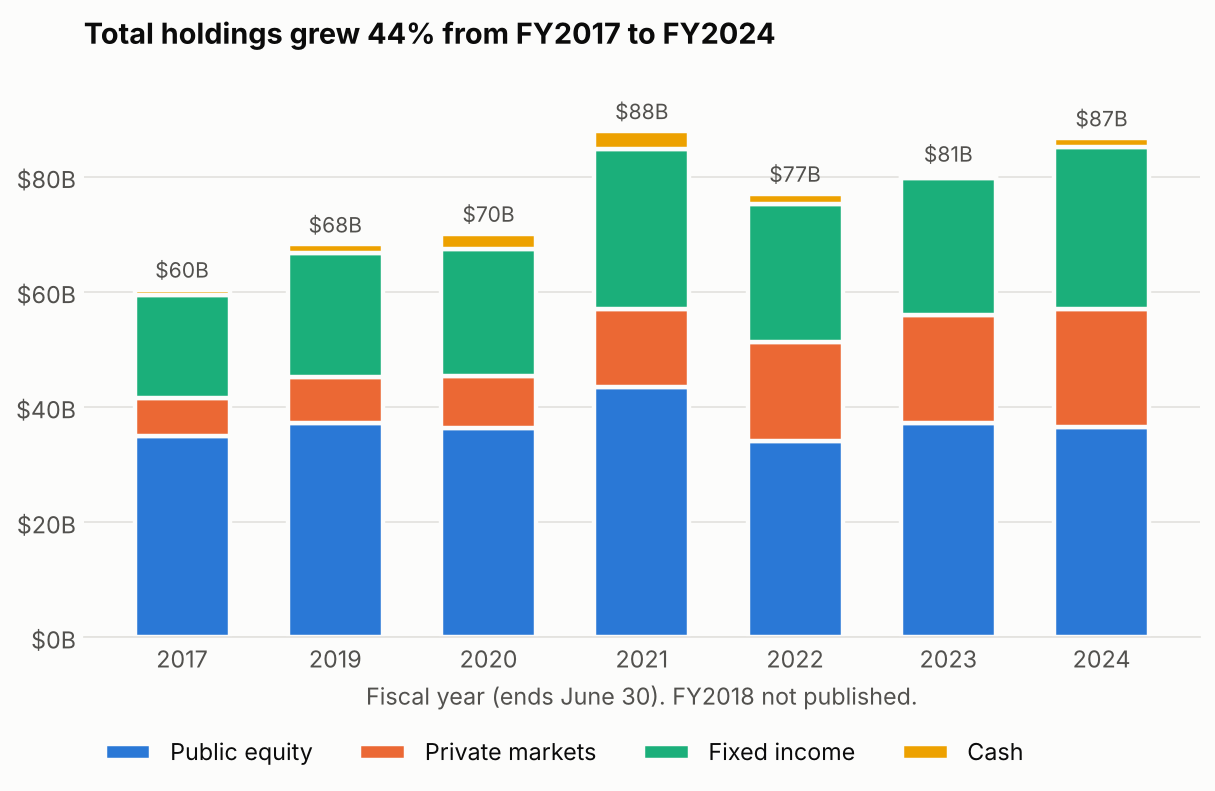 Total holdings grew 44% from FY2017 to FY2024
$88B
$87B
$81B
$80B
$77B
$70B
$68B
$60B
$60B
$40B
$20B
$0B
2017 2019 2020 2021 2022 2023 2024
Fiscal year (ends June 30). FY2018 not published.
Public equity Private markets Fixed income Cash